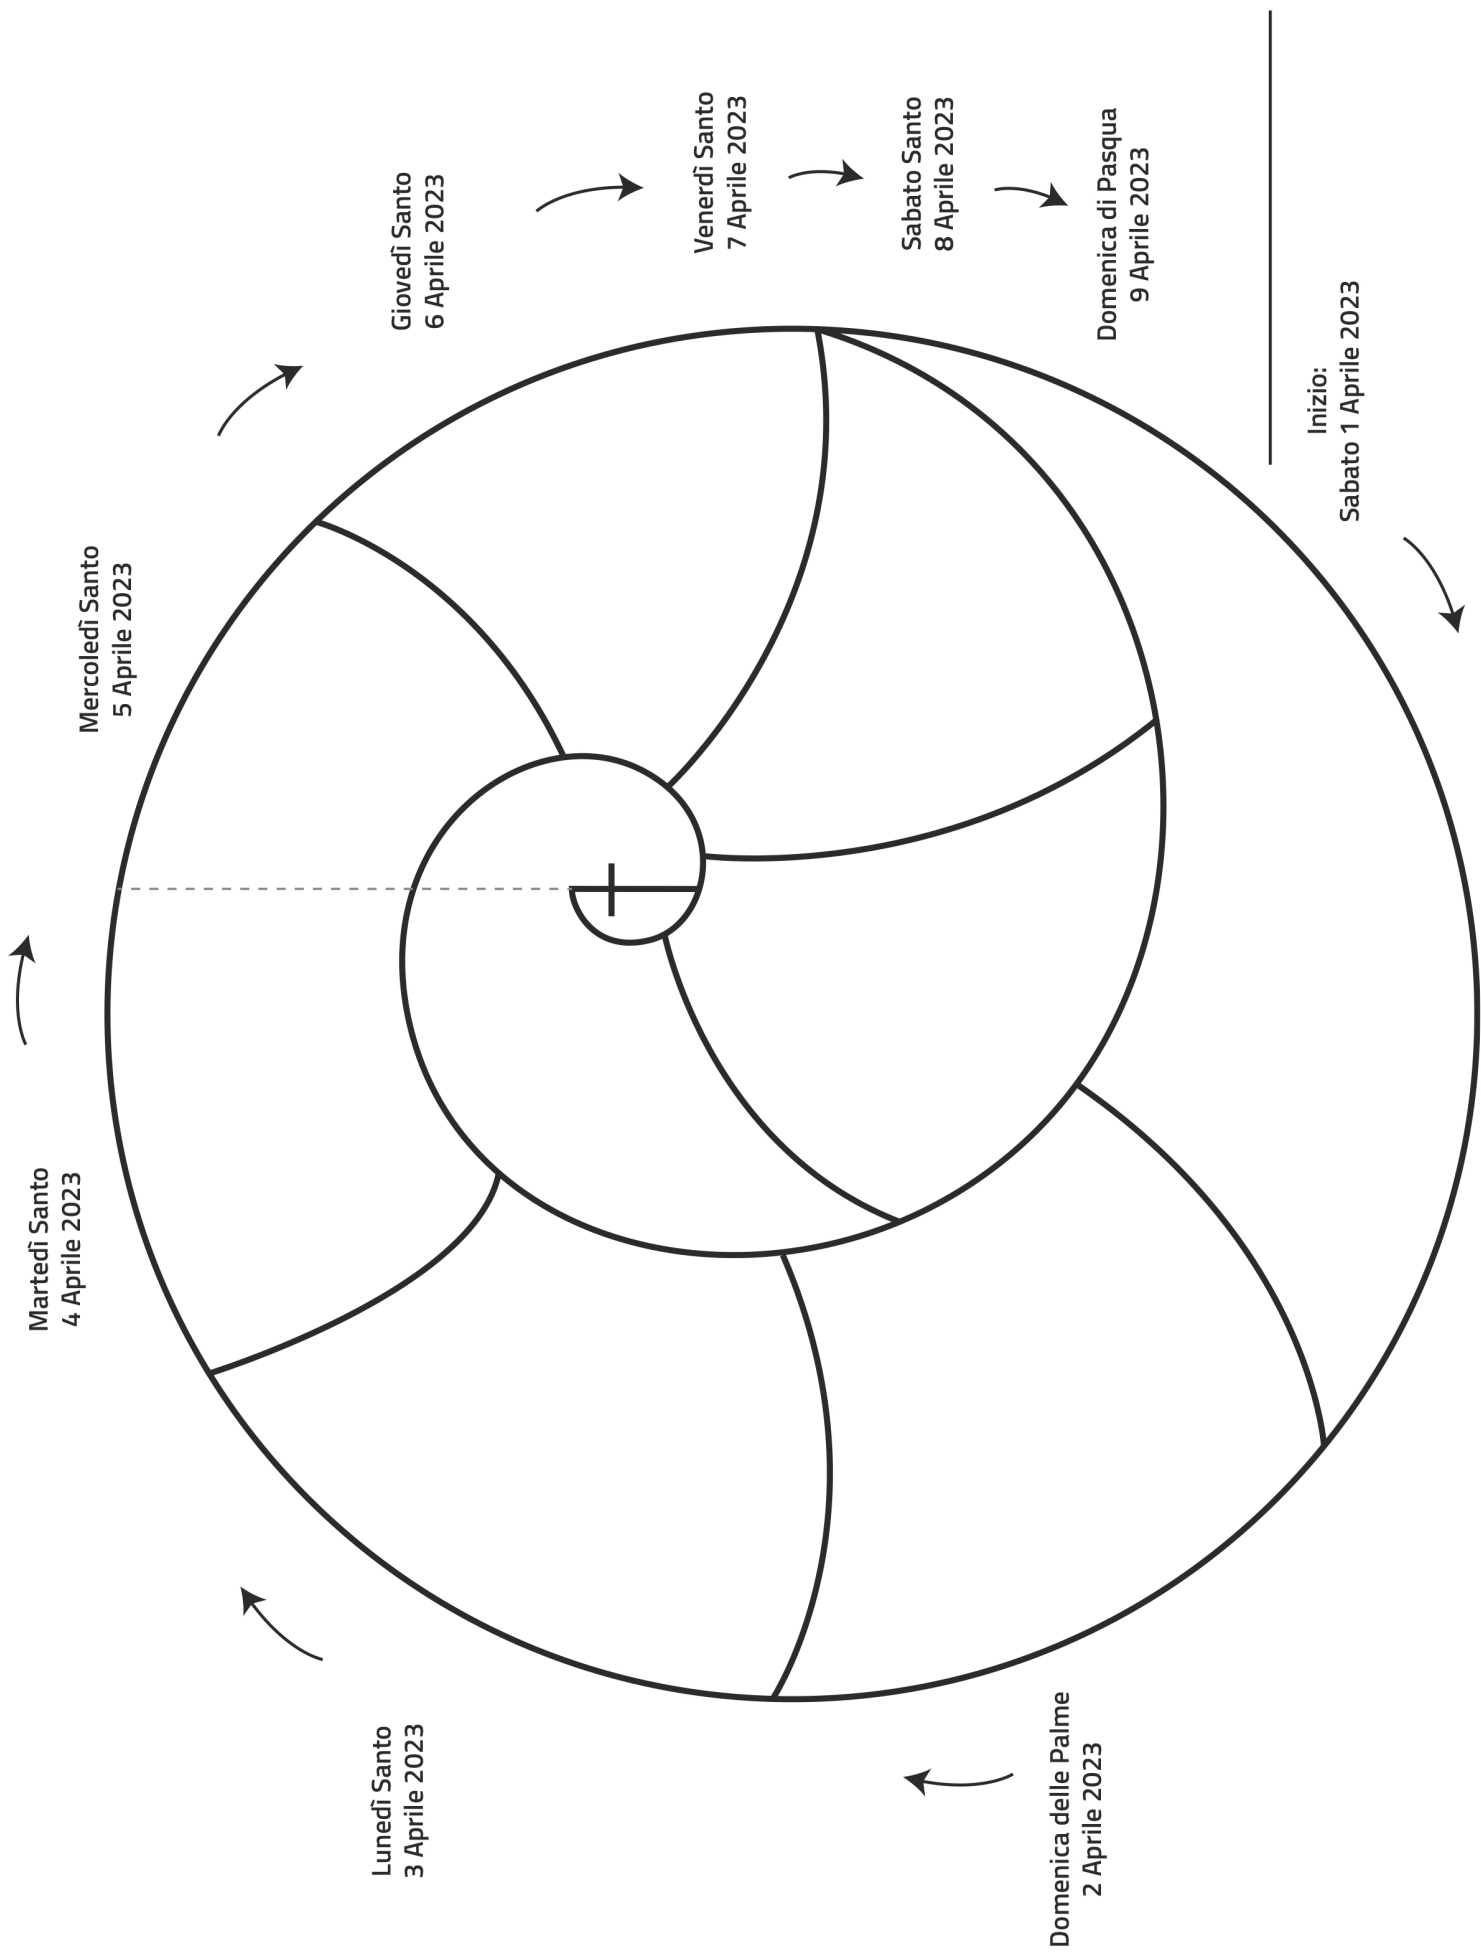 Inizio:
Sabato 1 Aprile 2023
Domenica delle Palme
2 Aprile 2023
Lunedì Santo
3 Aprile 2023
Martedì Santo
4 Aprile 2023
Mercoledì Santo
5 Aprile 2023
Giovedì Santo
6 Aprile 2023
Venerdì Santo
7 Aprile 2023
Sabato Santo
8 Aprile 2023
Domenica di Pasqua
9 Aprile 2023